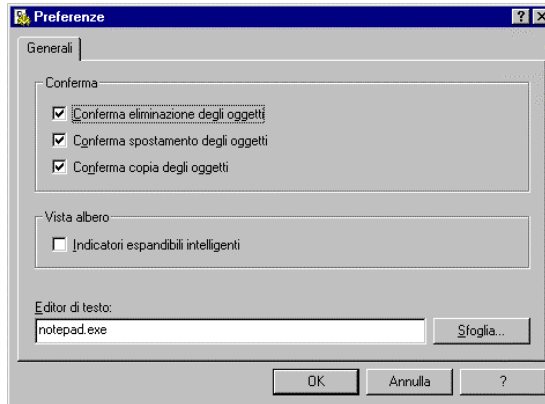 Preferenze
Generali
Conferma
Conferma eliminazione degli oggetti
Conferma spostamento degli oggetti
Conferma copia degli oggetti
Vista albero
Indicatori espandibili intelligenti
Editor di testo:
notepad.exe
Sfoglia...
OK Annulla ?